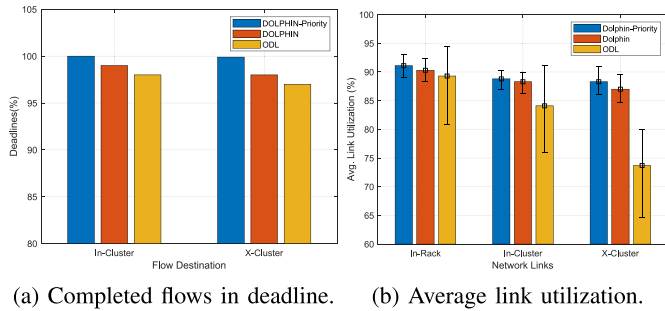 DOLPHIN-Priority
DOLPHIN
ODL
105
100
95
90
85
80
Deadlines(%)
In-Cluster
X-Cluster
Flow Destination
Dolphin-Priority
Dolphin
ODL
100
95
90
85
80
75
70
65
60
Avg. Link Utilization (%)
In-Rack
In-Cluster
X-Cluster
Network Links
(a) Completed flows in deadline.
(b) Average link utilization.